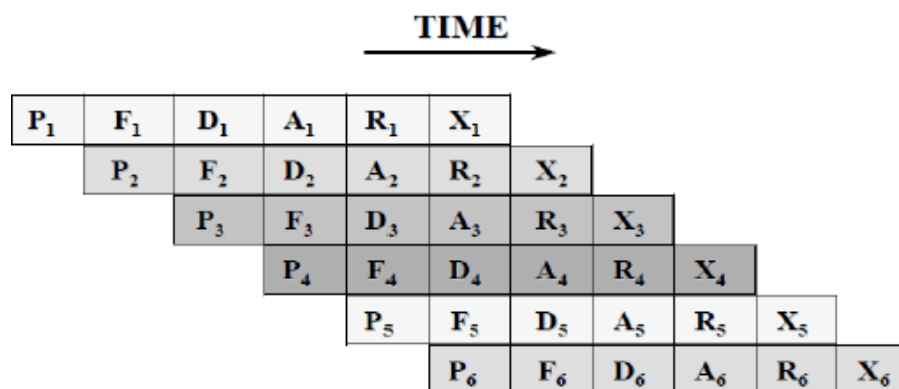 TIME
P₁ F₁ D₁ A₁ R₁ X₁
P₂ F₂ D₂ A₂ R₂ X₂
P₃ F₃ D₃ A₃ R₃ X₃
P₄ F₄ D₄ A₄ R₄ X₄
P₅ F₅ D₅ A₅ R₅ X₅
P₆ F₆ D₆ A₆ R₆ X₆